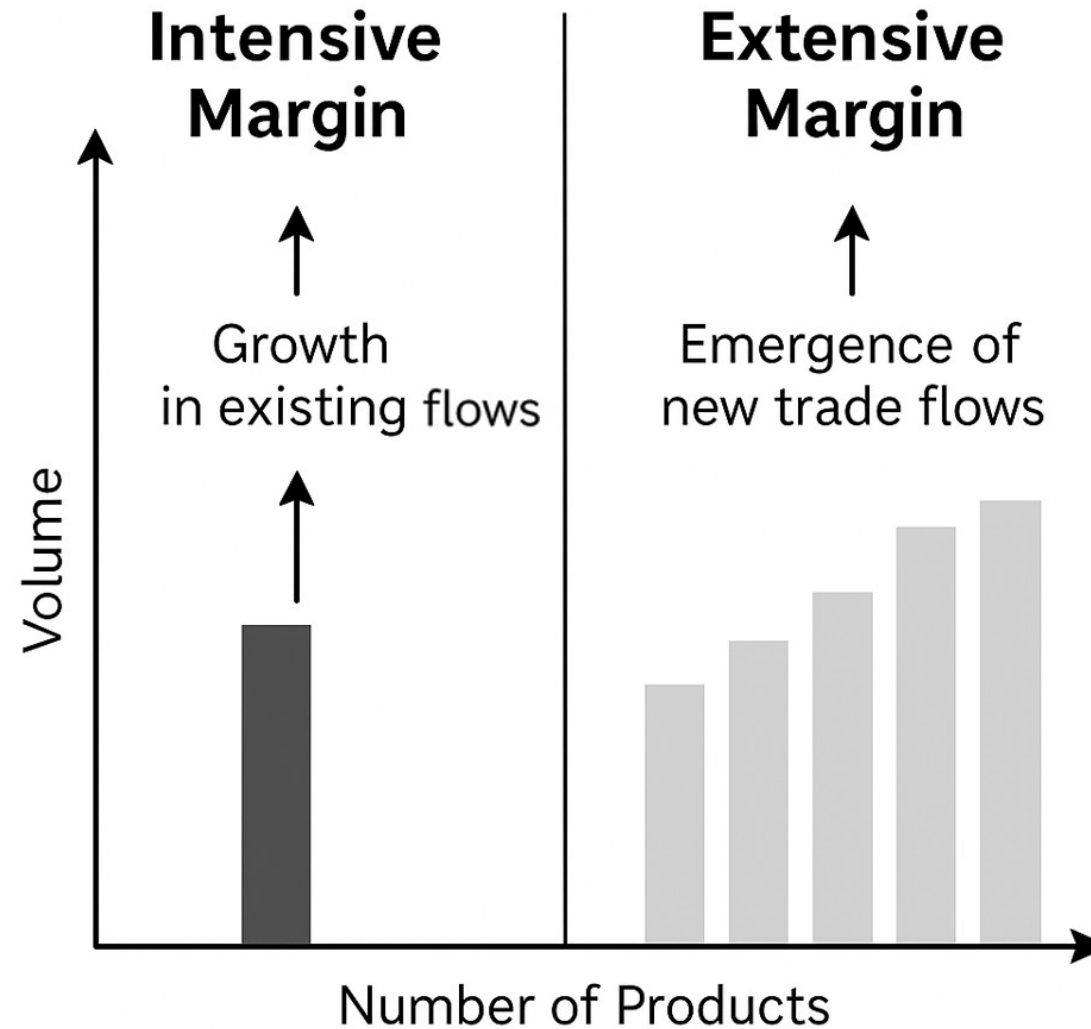 Intensive
Margin
Growth
in existing flows
Extensive
Margin
Emergence of
new trade flows
Volume
Number of Products